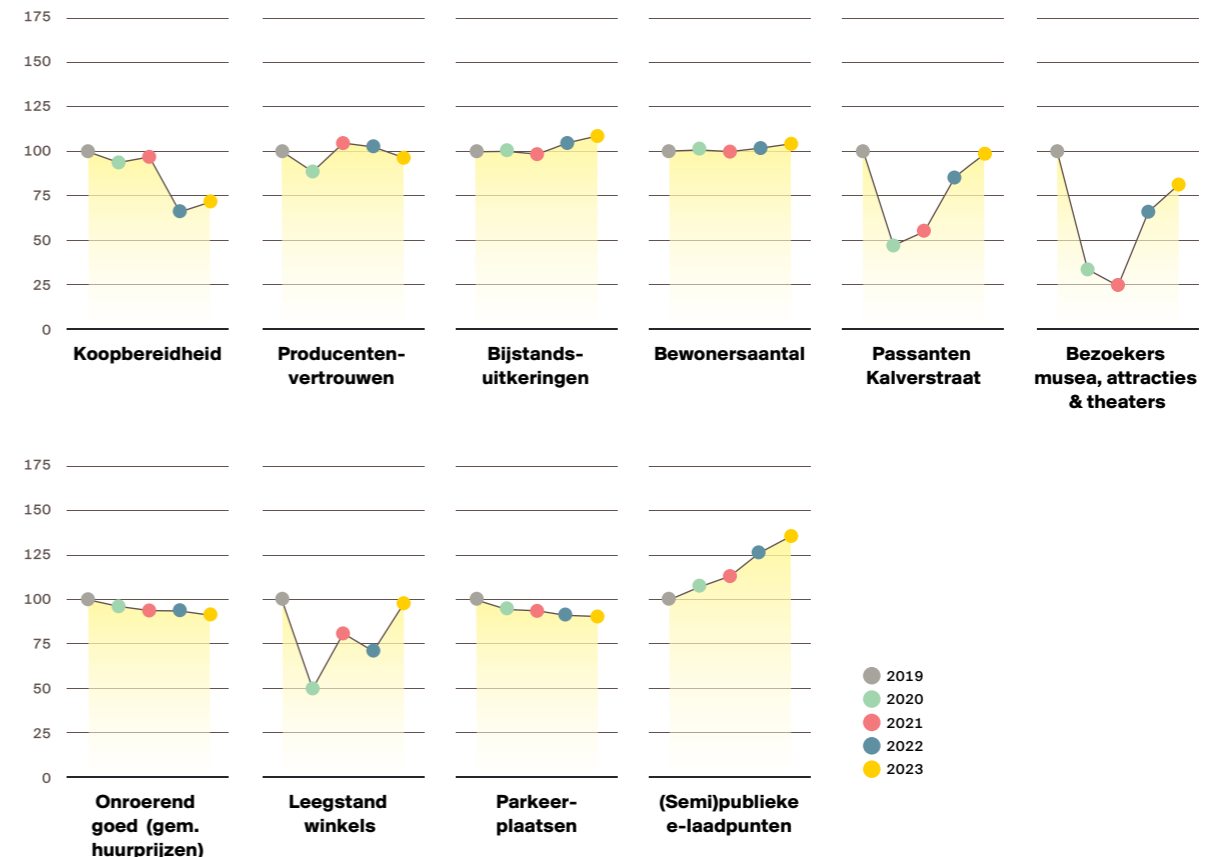 175
150
125
100
75
50
25
0
Koopbereidheid
Producenten-
vertrouwen
Bijstands-
uitkeringen
Bewonersaantal
Passanten
Kalverstraat
Bezoekers
musea, attracties
& theaters
175
150
125
100
75
50
25
0
Onroerend
goed (gem.
huurprijzen)
Leegstand
winkels
Parkeer-
plaatsen
(Semi)publieke
e-laadpunten
2019
2020
2021
2022
2023